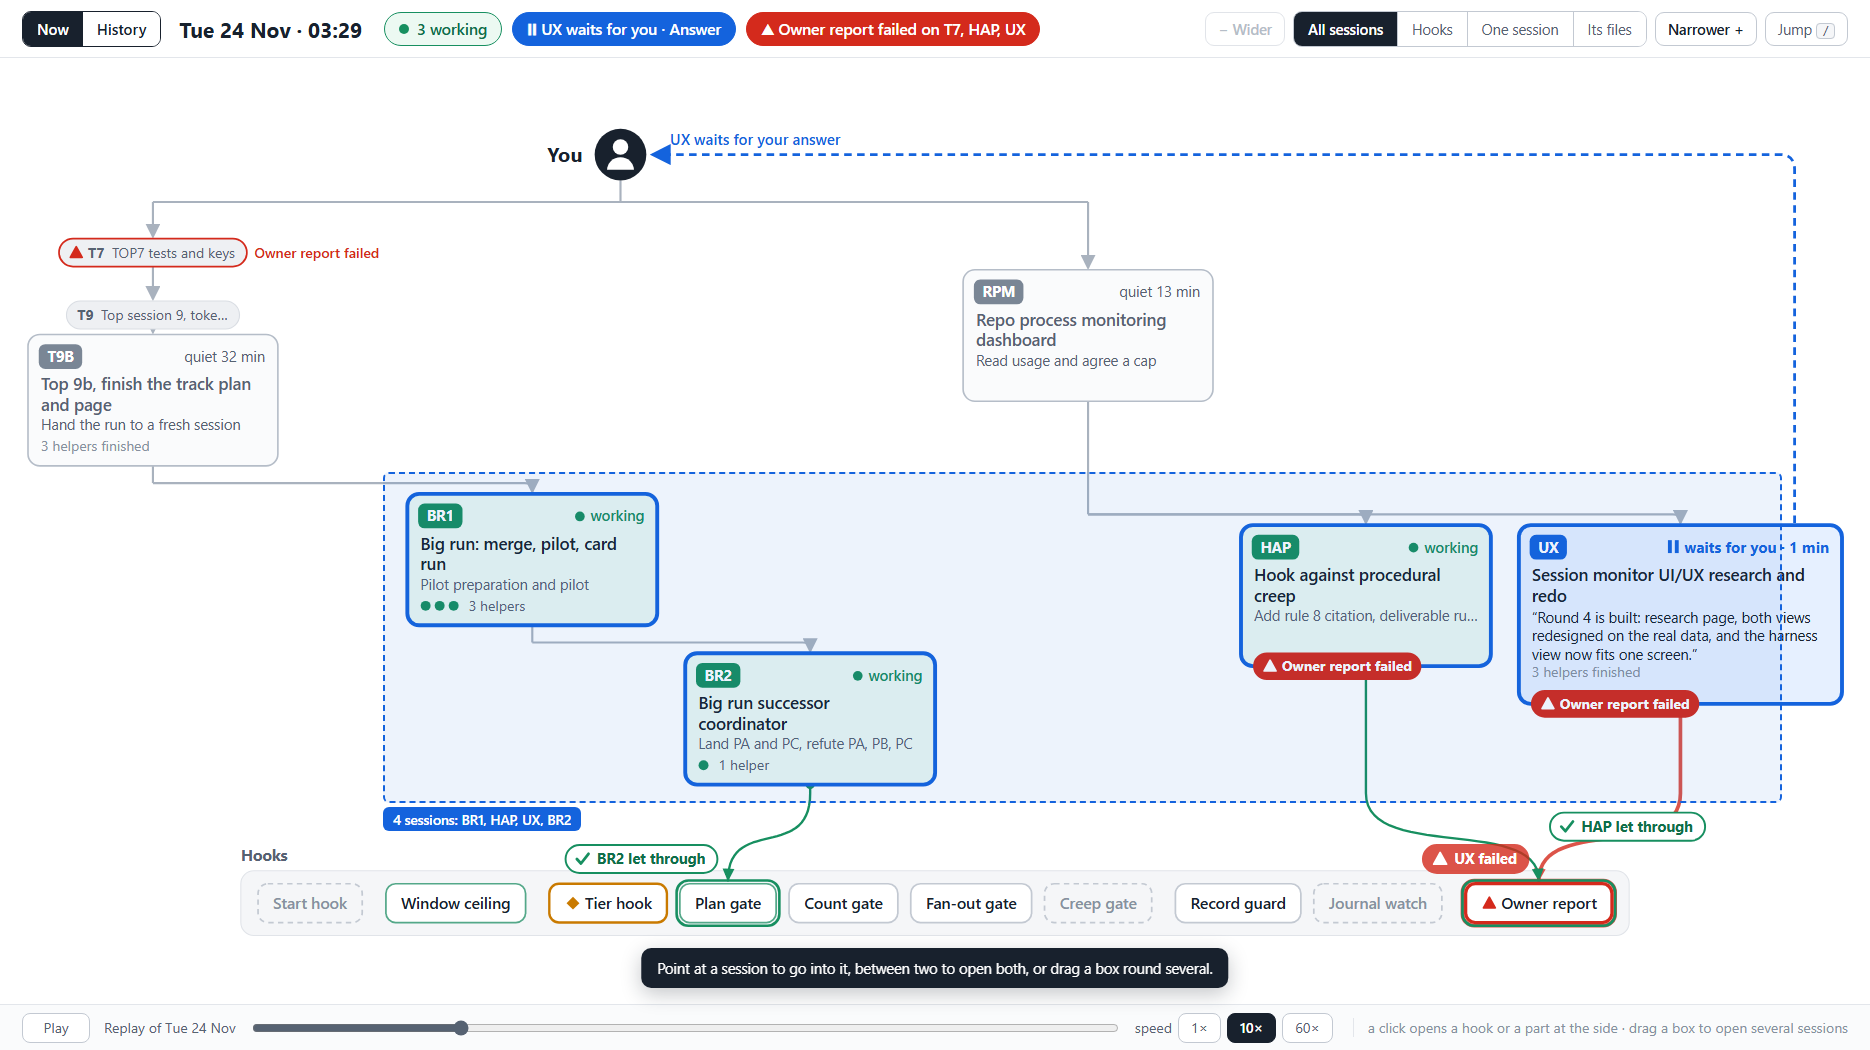 Now
History
Tue 24 Nov · 03:29
3 working
UX waits for you · Answer
Owner report failed on T7, HAP, UX
− Wider
All sessions
Hooks
One session
Its files
Narrower +
Jump /
You
UX waits for your answer
T7 TOP7 tests and keys
Owner report failed
T9 Top session 9, toke…
T9B
quiet 32 min
Top 9b, finish the track plan
and page
Hand the run to a fresh session
3 helpers finished
RPM
quiet 13 min
Repo process monitoring
dashboard
Read usage and agree a cap
BR1
working
Big run: merge, pilot, card
run
Pilot preparation and pilot
3 helpers
BR2
working
Big run successor
coordinator
Land PA and PC, refute PA, PB, PC
1 helper
HAP
working
Hook against procedural
creep
Add rule 8 citation, deliverable ru…
Owner report failed
UX
waits for you · 1 min
Session monitor UI/UX research and
redo
“Round 4 is built: research page, both views
redesigned on the real data, and the harness
view now fits one screen.”
3 helpers finished
Owner report failed
4 sessions: BR1, HAP, UX, BR2
HAP let through
BR2 let through
UX failed
Hooks
Start hook
Window ceiling
Tier hook
Plan gate
Count gate
Fan-out gate
Creep gate
Record guard
Journal watch
Owner report
Point at a session to go into it, between two to open both, or drag a box round several.
Play
Replay of Tue 24 Nov
speed
1×
10×
60×
a click opens a hook or a part at the side · drag a box to open several sessions